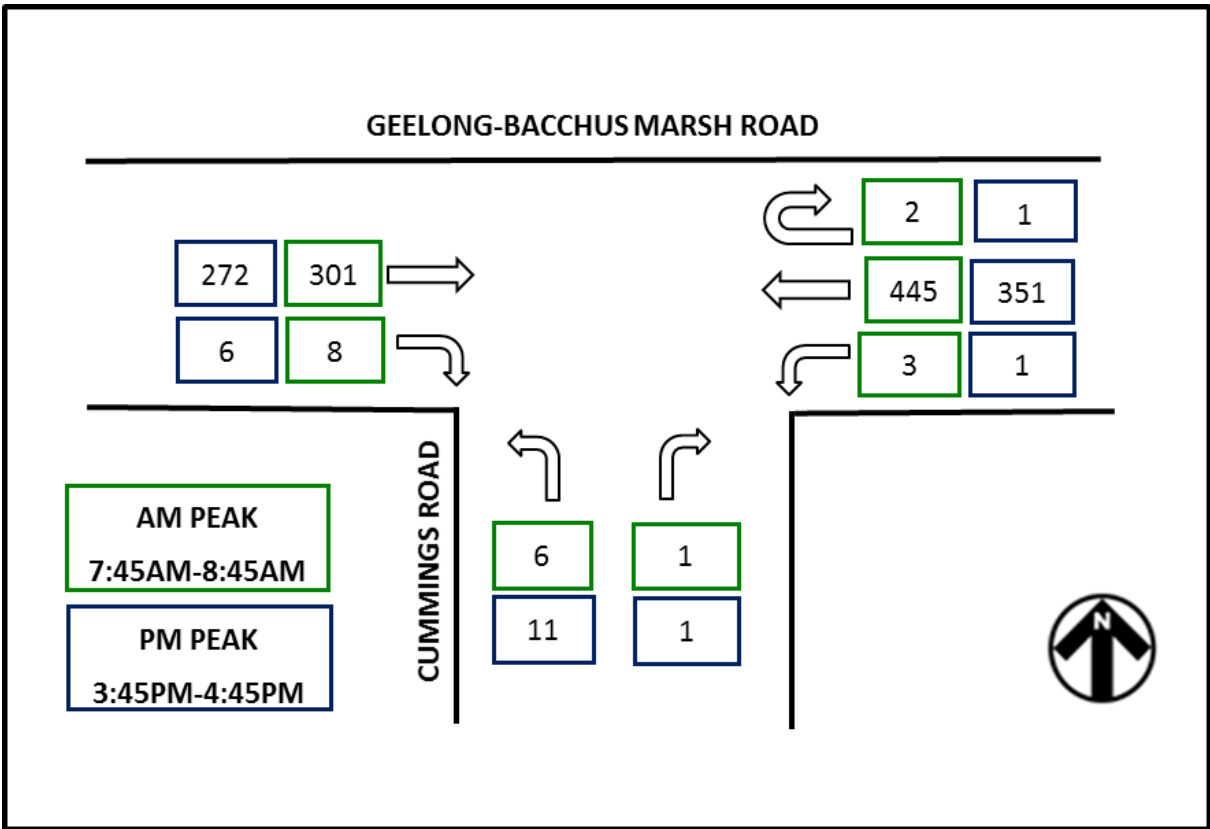 GEELONG-BACCHUS MARSH ROAD
2 1
272 301
445 351
6 8
3 1
CUMMINGS ROAD
AM PEAK
7:45AM-8:45AM
6 1
PM PEAK
3:45PM-4:45PM
11 1
N